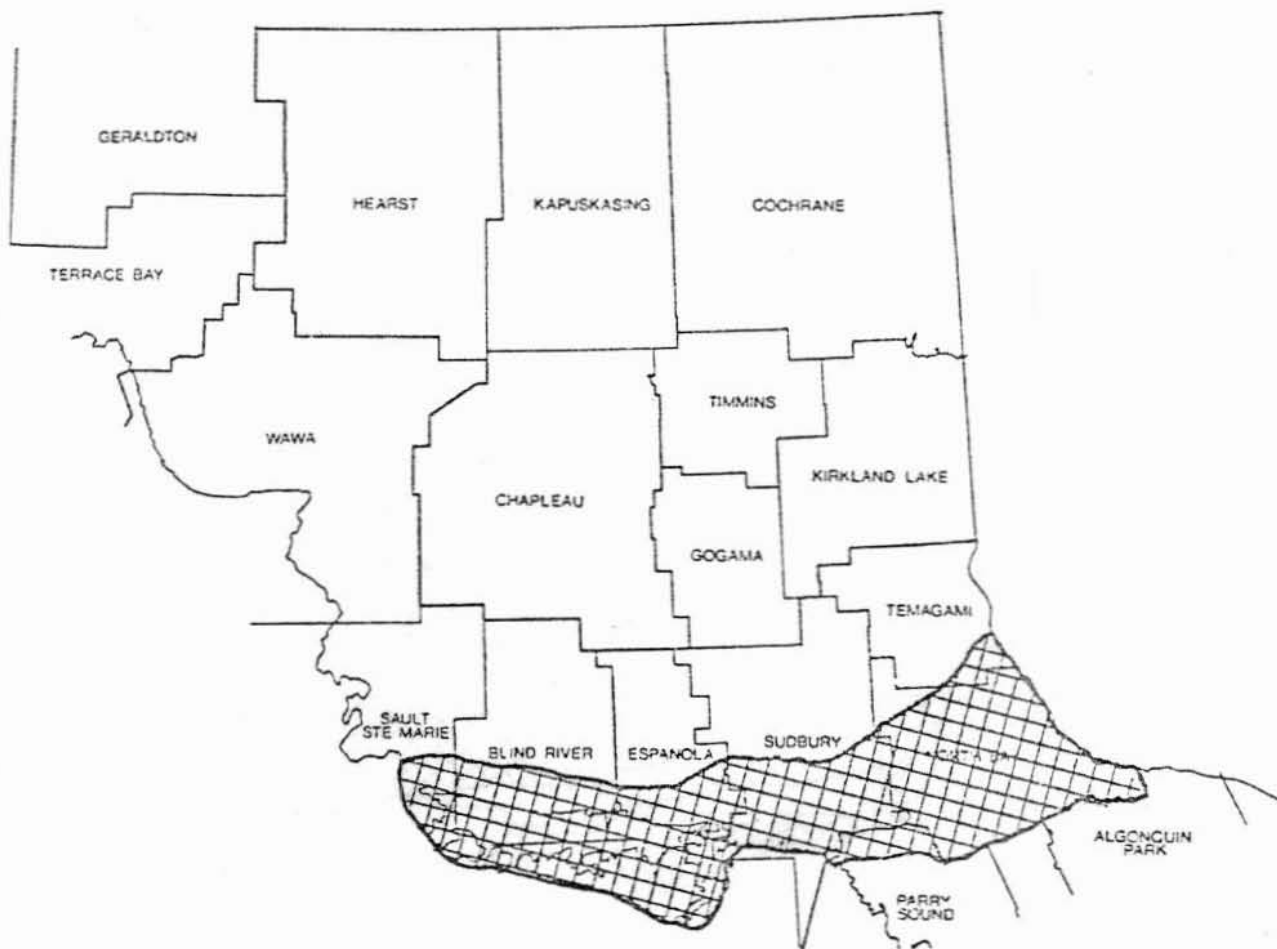 GERALDTON
HEARST
KAPUSKASING
COCHRANE
TERRACE BAY
TIMMINS
WAWA
KIRKLAND LAKE
CHAPLEAU
GOGAMA
TEMAGAMI
SAULT
STE MARIE
BLIND RIVER
ESPANOLA
SUDBURY
ALGONQUIN
PARK
PARRY
SOUND